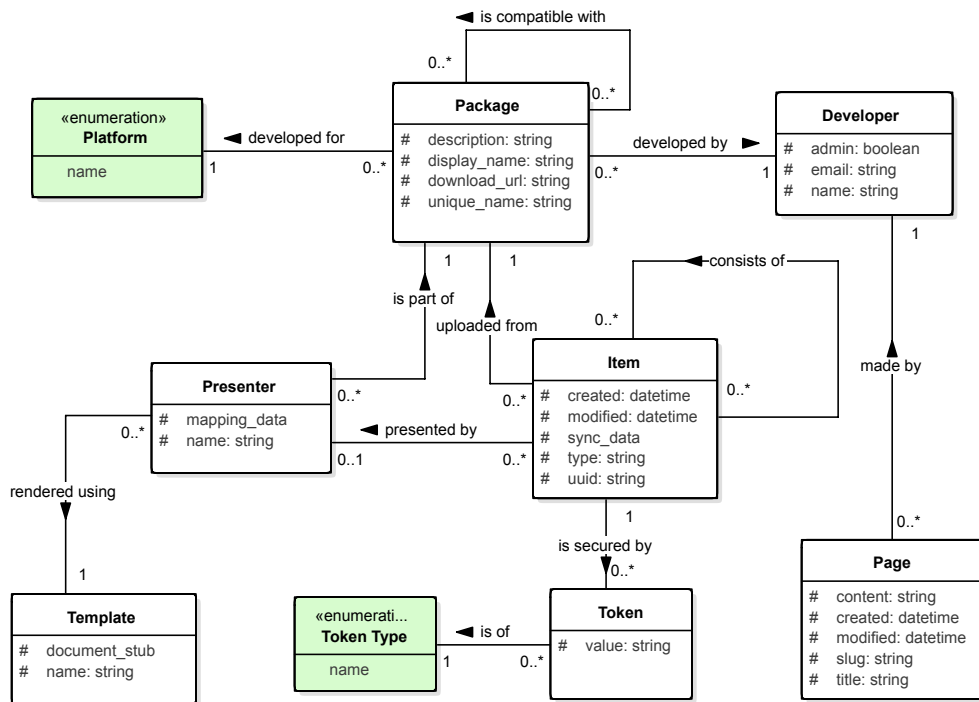 is compatible with
0..*
0..*
«enumeration»
Platform
name
developed for
1
0..*
Package
# description: string
# display_name: string
# download_url: string
# unique_name: string
developed by
0..*
1
Developer
# admin: boolean
# email: string
# name: string
1
1
1
is part of
uploaded from
consists of
0..*
0..*
made by
Presenter
# mapping_data
# name: string
0..*
0..*
0..*
presented by
0..1
0..*
Item
# created: datetime
# modified: datetime
# sync_data
# type: string
# uuid: string
rendered using
1
1
is secured by
0..*
0..*
Template
# document_stub
# name: string
«enumerati...
Token Type
name
is of
1
0..*
Token
# value: string
Page
# content: string
# created: datetime
# modified: datetime
# slug: string
# title: string